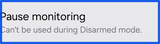 Pause monitoring
Can't be used during Disarmed mode.